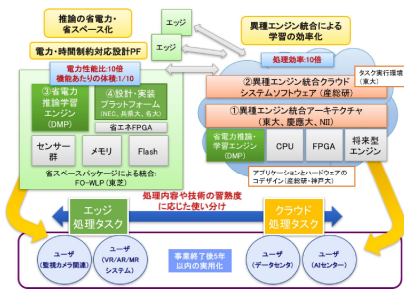 推論の省電力・
省スペース化
エッジ
エッジ
異種エンジン統合による
学習の効率化
電力・時間制約対応設計PF
電力性能比:10倍
機能あたりの体積:1/10
処理効率:10倍
タスク実行環境
(東大)
③省電力
推論学習
エンジン
(DMP)
④設計・実装
プラットフォーム
(NEC、兵県大、名大)
省エネFPGA
②異種エンジン統合クラウド
システムソフトウェア(産総研)
①異種エンジン統合アーキテクチャ
(東大、慶應大、NII)
センサー
群
メモリ
Flash
省電力推論・
学習エンジン
(DMP)
CPU
FPGA
将来型
エンジン
省スペースパッケージによる統合:
FO-WLP(東芝)
アプリケーションとハードウェアの
コデザイン(産総研・神戸大)
処理内容や技術の習熟度
に応じた使い分け
エッジ
処理タスク
クラウド
処理タスク
ユーザ
(監視カメラ関連)
ユーザ
(VR/AR/MR
システム)
事業終了後5年
以内の実用化
ユーザ
(データセンタ)
ユーザ
(AIセンター)